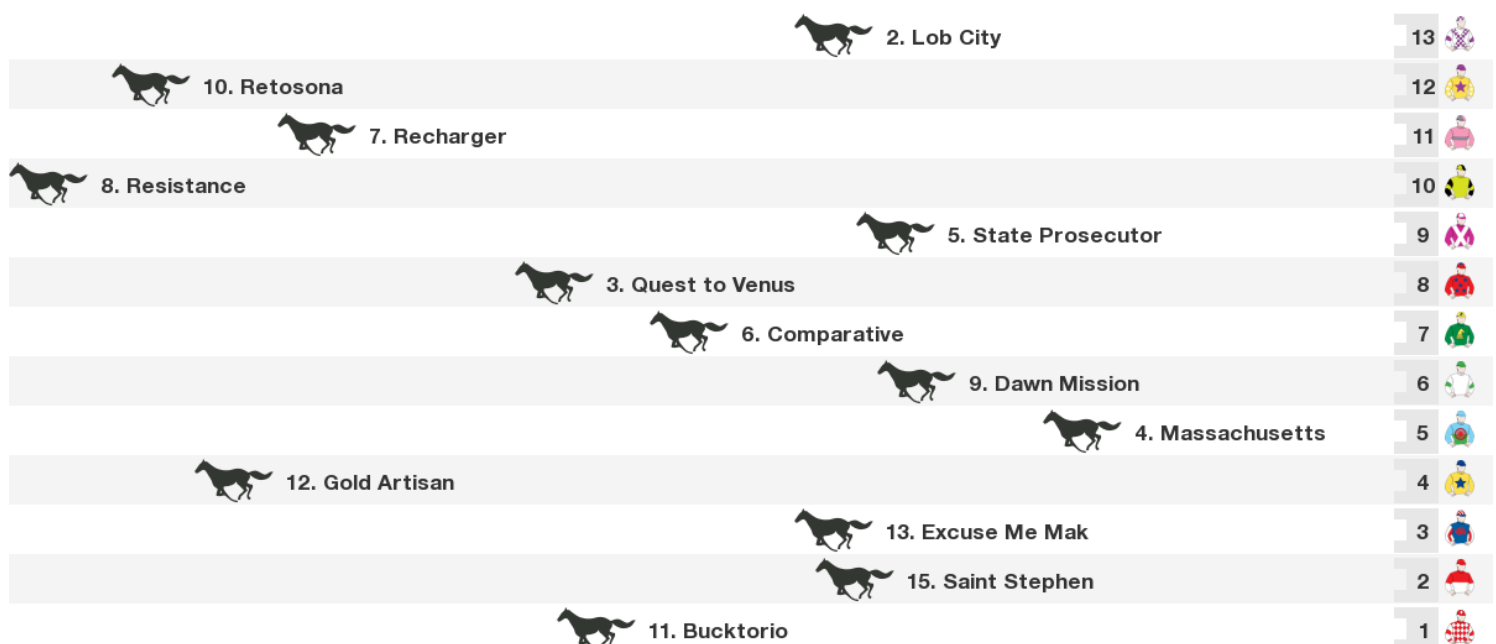 2. Lob City 13
10. Retosona 12
7. Recharger 11
8. Resistance 10
5. State Prosecutor 9
3. Quest to Venus 8
6. Comparative 7
9. Dawn Mission 6
4. Massachusetts 5
12. Gold Artisan 4
13. Excuse Me Mak 3
15. Saint Stephen 2
11. Bucktorio 1